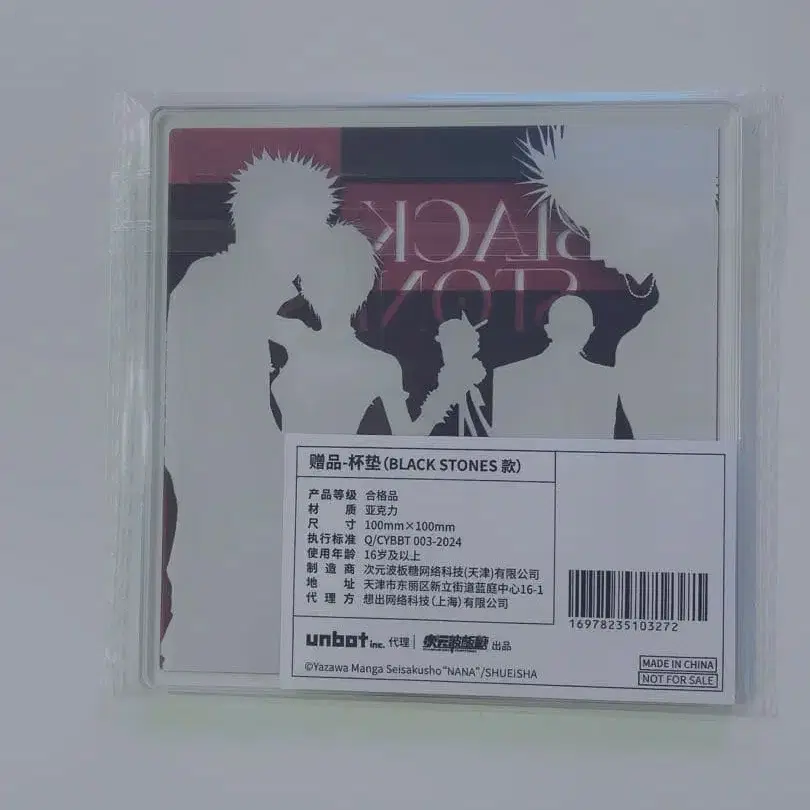 BLACK
STON
赠品-杯垫(BLACK STONES 款)
产品等级 合格品
材 质 亚克力
尺 寸 100mm×100mm
执行标准 Q/CYBBT 003-2024
使用年龄 16岁及以上
制造商 次元波板糖网络科技(天津)有限公司
地 址 天津市东丽区新立街道蓝庭中心16-1
代理方 想出网络科技(上海)有限公司
16978235103272
unbot inc. 代理 | 次元波板糖 出品
©Yazawa Manga Seisakusho"NANA"/SHUEISHA
MADE IN CHINA
NOT FOR SALE